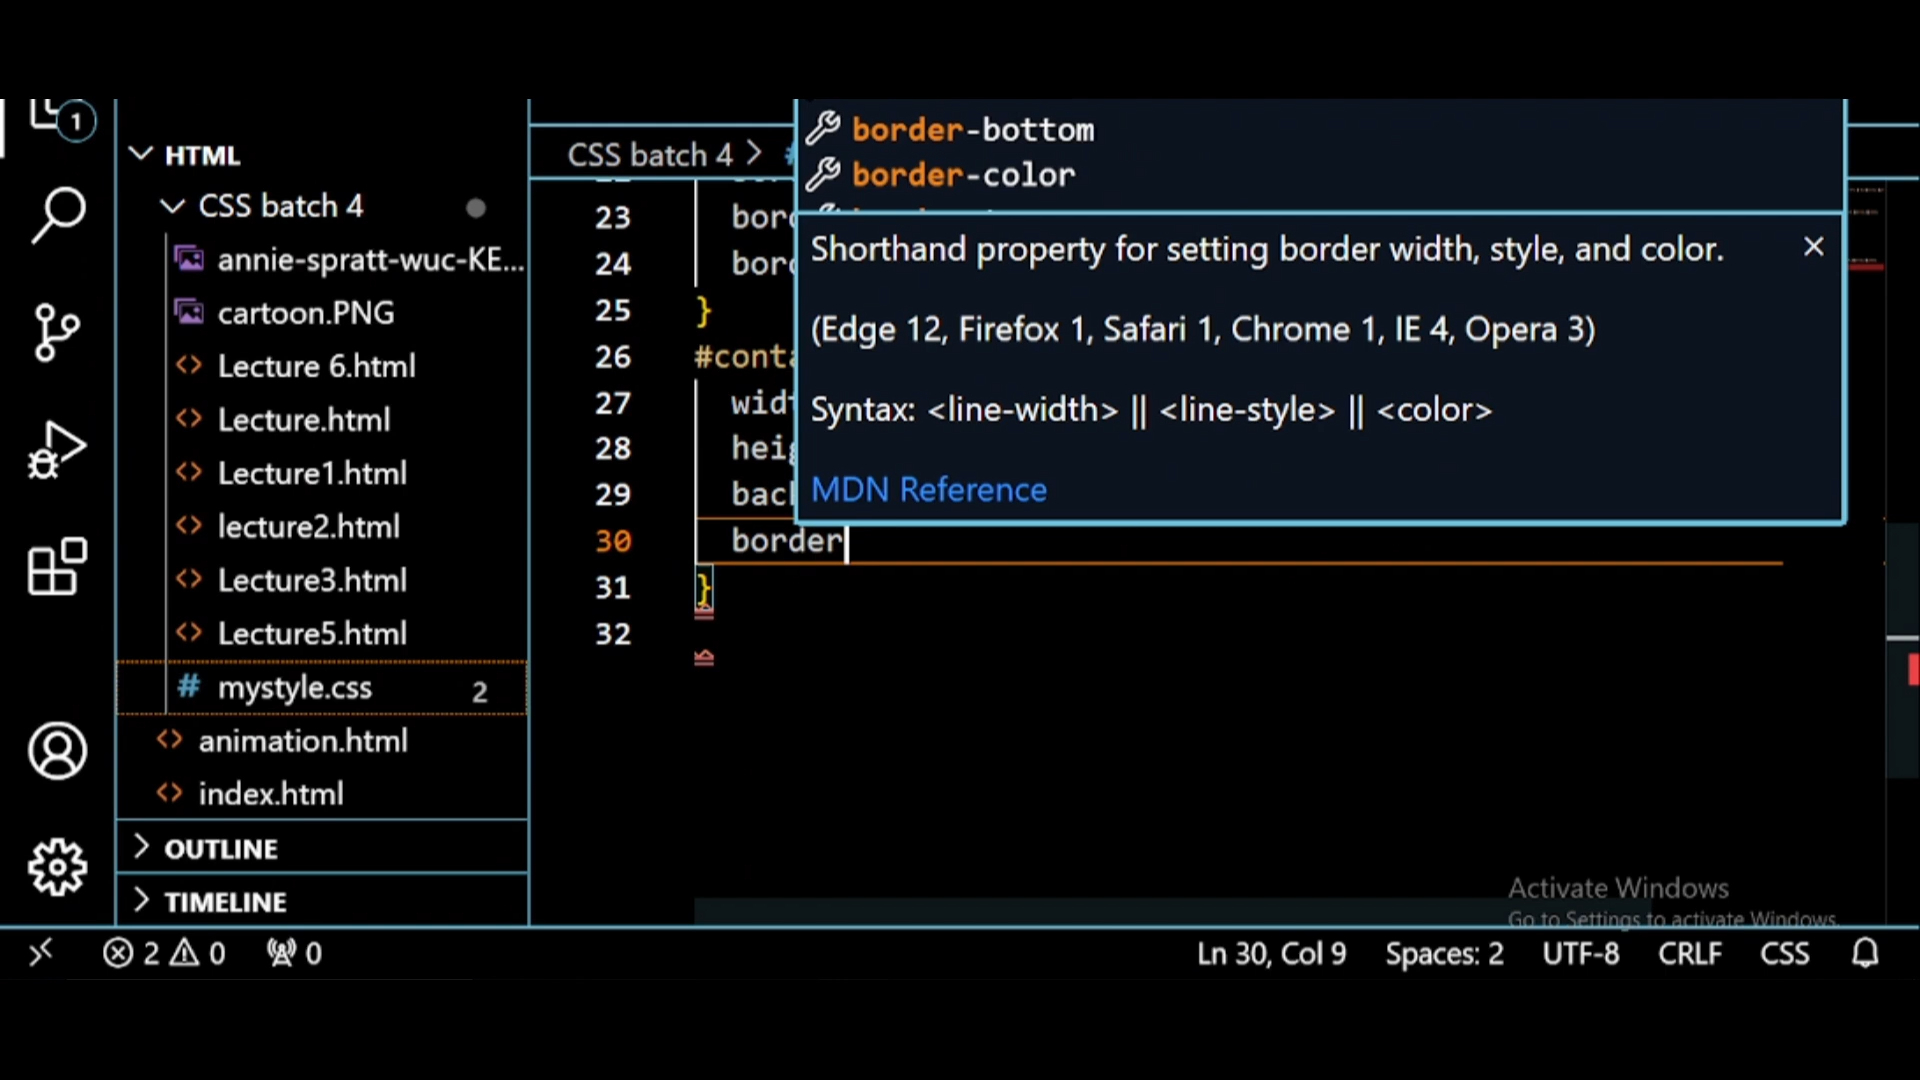 1
HTML
CSS batch 4
annie-spratt-wuc-KE...
cartoon.PNG
Lecture 6.html
Lecture.html
Lecture1.html
lecture2.html
Lecture3.html
Lecture5.html
# mystyle.css 2
animation.html
index.html
OUTLINE
TIMELINE
CSS batch 4 >
border-bottom
border-color
Shorthand property for setting border width, style, and color.
(Edge 12, Firefox 1, Safari 1, Chrome 1, IE 4, Opera 3)
Syntax: <line-width> || <line-style> || <color>
MDN Reference
23 bord
24 bord
25 }
26 #conta
27 widt
28 heig
29 back
30 border
31 }
32
Activate Windows
Go to Settings to activate Windows.
2 0 0
Ln 30, Col 9 Spaces: 2 UTF-8 CRLF CSS